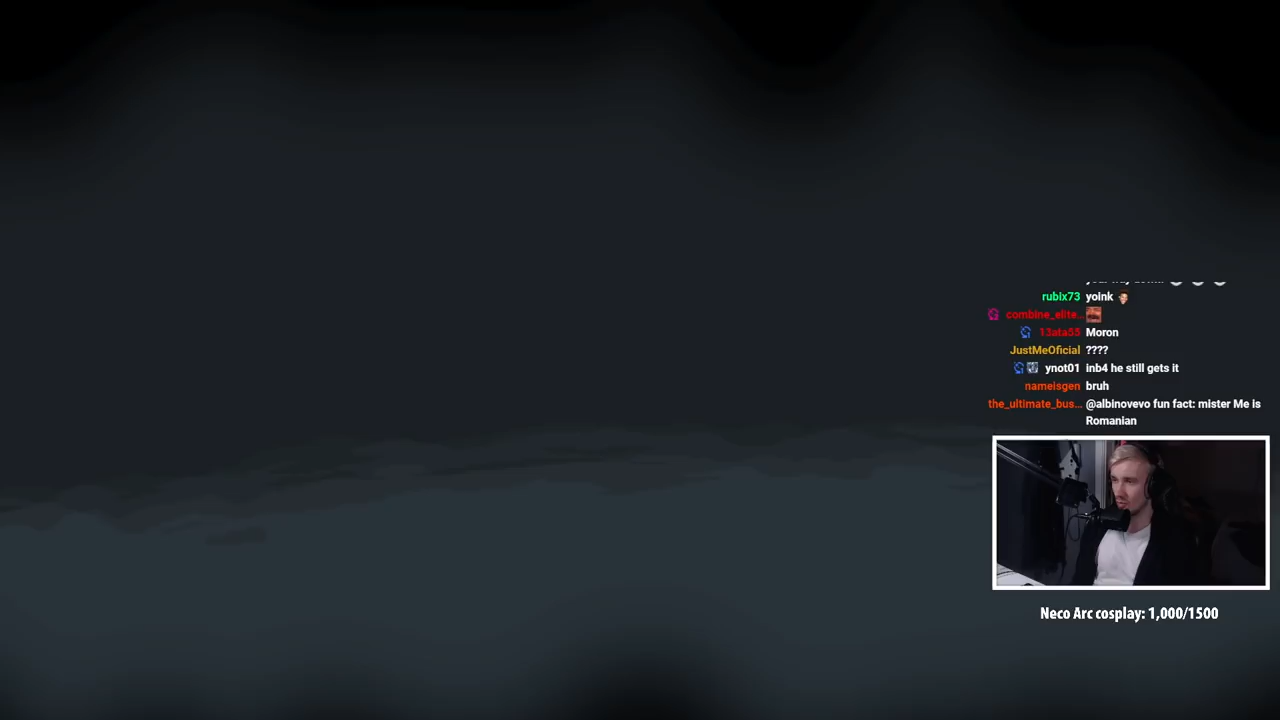 rubix73 yoink
combine_elite...
13ata55 Moron
JustMeOficial ????
ynot01 inb4 he still gets it
nameisgen bruh
the_ultimate_bus... @albinovevo fun fact: mister Me is
Romanian
Neco Arc cosplay: 1,000/1500